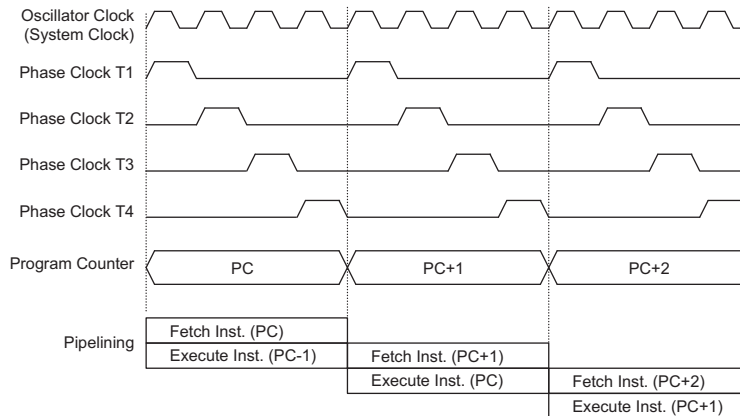 Oscillator Clock
(System Clock)
Phase Clock T1
Phase Clock T2
Phase Clock T3
Phase Clock T4
Program Counter
PC
PC+1
PC+2
Pipelining
Fetch Inst. (PC)
Execute Inst. (PC-1)
Fetch Inst. (PC+1)
Execute Inst. (PC)
Fetch Inst. (PC+2)
Execute Inst. (PC+1)